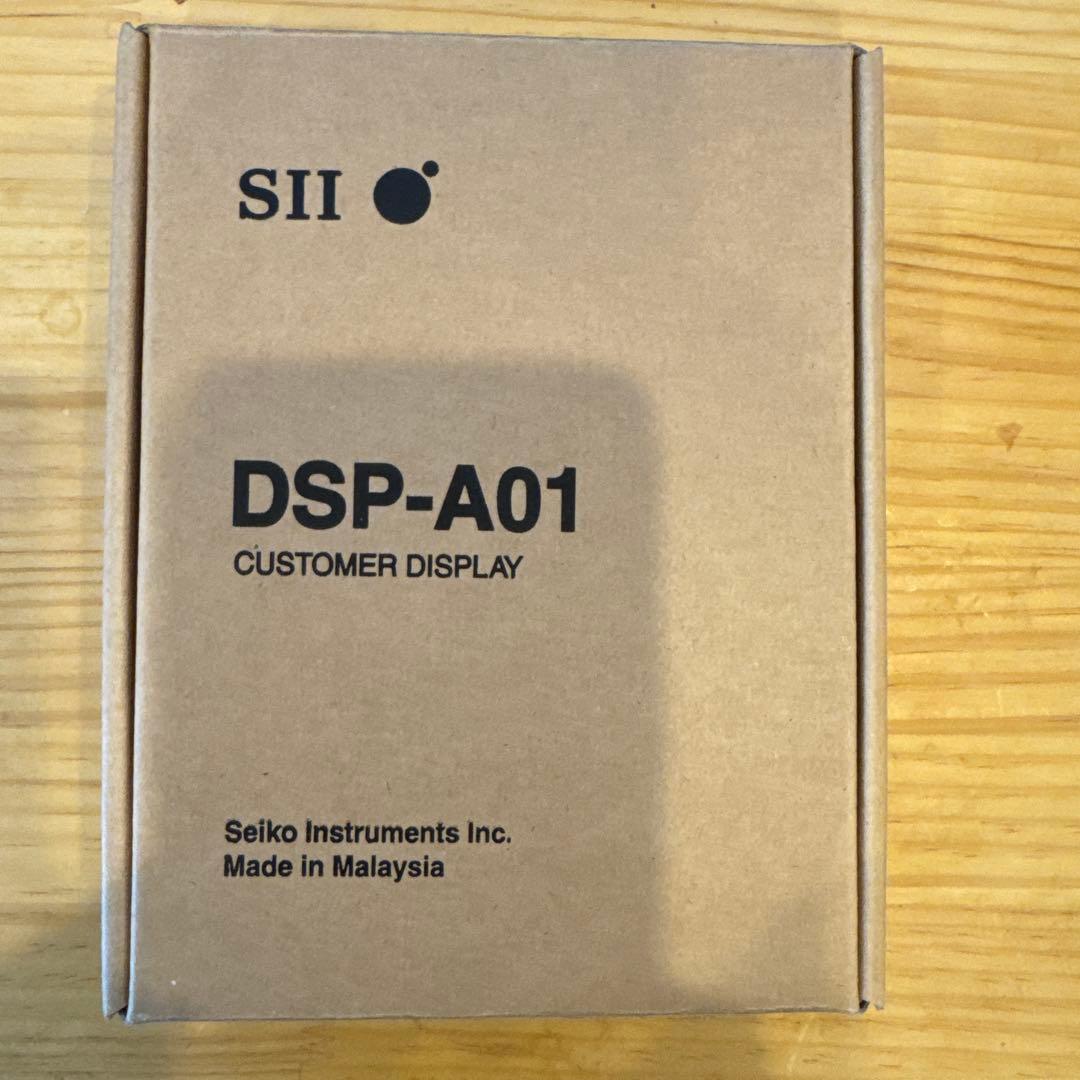 SII
DSP-A01
CUSTOMER DISPLAY
Seiko Instruments Inc.
Made in Malaysia